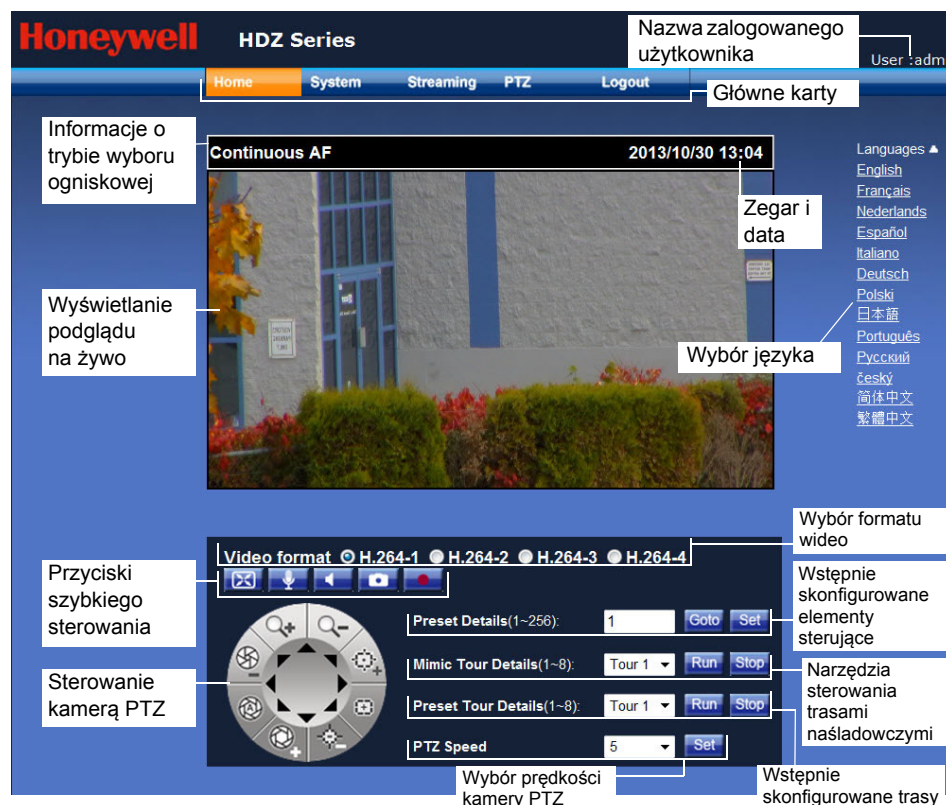 Honeywell HDZ Series
Nazwa zalogowanego
użytkownika
User :adm
Home System Streaming PTZ Logout
Główne karty
Informacje o
trybie wyboru
ogniskowej
Continuous AF 2013/10/30 13:04
Zegar i
data
Languages
English
Français
Nederlands
Español
Italiano
Deutsch
Polski
日本語
Português
Русский
český
简体中文
繁體中文
Wyświetlanie
podglądu
na żywo
Wybór języka
Wybór formatu
wideo
Video format H.264-1 H.264-2 H.264-3 H.264-4
Przyciski
szybkiego
sterowania
Wstępnie
skonfigurowane
elementy
sterujące
Preset Details(1~256): 1 Goto Set
Mimic Tour Details(1~8): Tour 1 Run Stop
Narzędzia
sterowania
trasami
naśladowczymi
Sterowanie
kamerą PTZ
Preset Tour Details(1~8): Tour 1 Run Stop
PTZ Speed 5 Set
Wybór prędkości
kamery PTZ
Wstępnie
skonfigurowane trasy